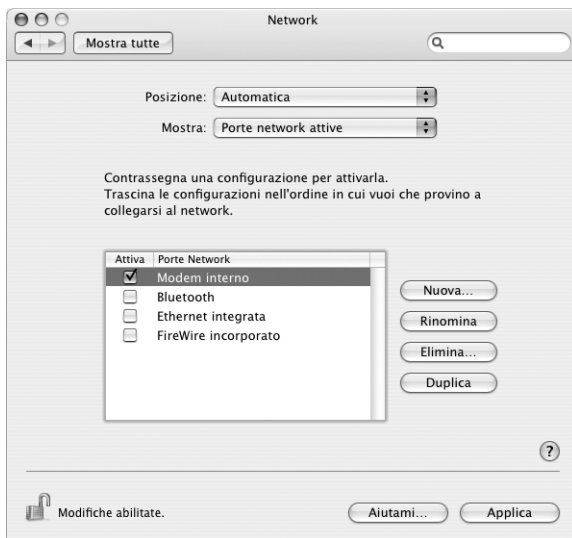 Network
Mostra tutte
Posizione: Automatica
Mostra: Porte network attive
Contrassegna una configurazione per attivarla.
Trascina le configurazioni nell'ordine in cui vuoi che provino a
collegarsi al network.
Attiva Porte Network
Modem interno
Bluetooth
Ethernet integrata
FireWire incorporato
Nuova...
Rinomina
Elimina...
Duplica
?
Modifiche abilitate.
Aiutami...
Applica